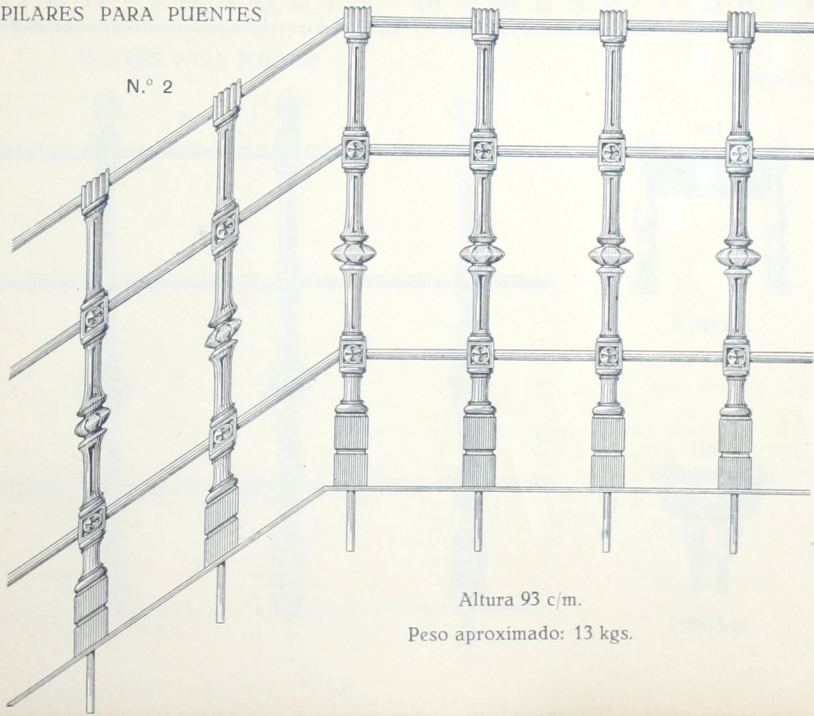 PILARES PARA PUENTES
N.º 2
Altura 93 c/m.
Peso aproximado: 13 kgs.